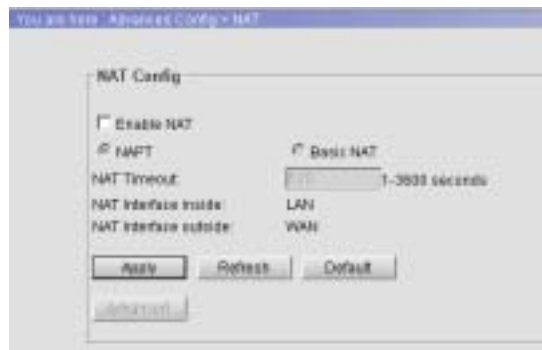 You are here : Advanced Config > NAT
NAT Config
Enable NAT
NAPT Basic NAT
NAT Timeout: 1-3600 seconds
NAT Interface Inside: LAN
NAT Interface outside: WAN
Apply Refresh Default
Advanced